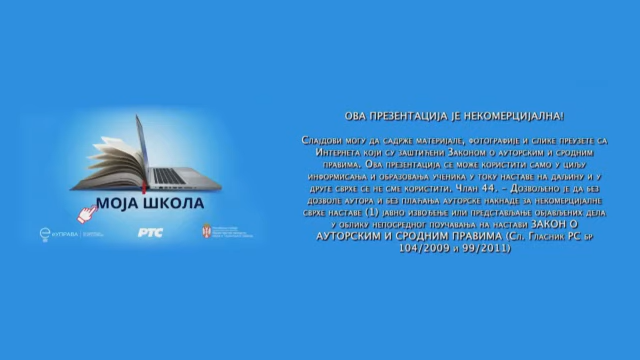 МОЈА ШКОЛА
еУПРАВА
РТС
ОВА ПРЕЗЕНТАЦИЈА ЈЕ НЕКОМЕРЦИЈАЛНА!
Слајдови могу да садрже материјале, фотографије и слике преузете са
Интернета који су заштићени Законом о ауторским и сродним
правима. Ова презентација се може користити само у циљу
информисања и образовања ученика у току наставе на даљину и у
друге сврхе се не сме користити. Члан 44. – Дозвољено је да без
дозволе аутора и без плаћања ауторске накнаде за некомерцијалне
сврхе наставе (1) јавно извођење или представљање објављених дела
у облику непосредног поучавања на настави ЗАКОН О
АУТОРСКИМ И СРОДНИМ ПРАВИМА (Сл. Гласник РС бр
104/2009 и 99/2011)